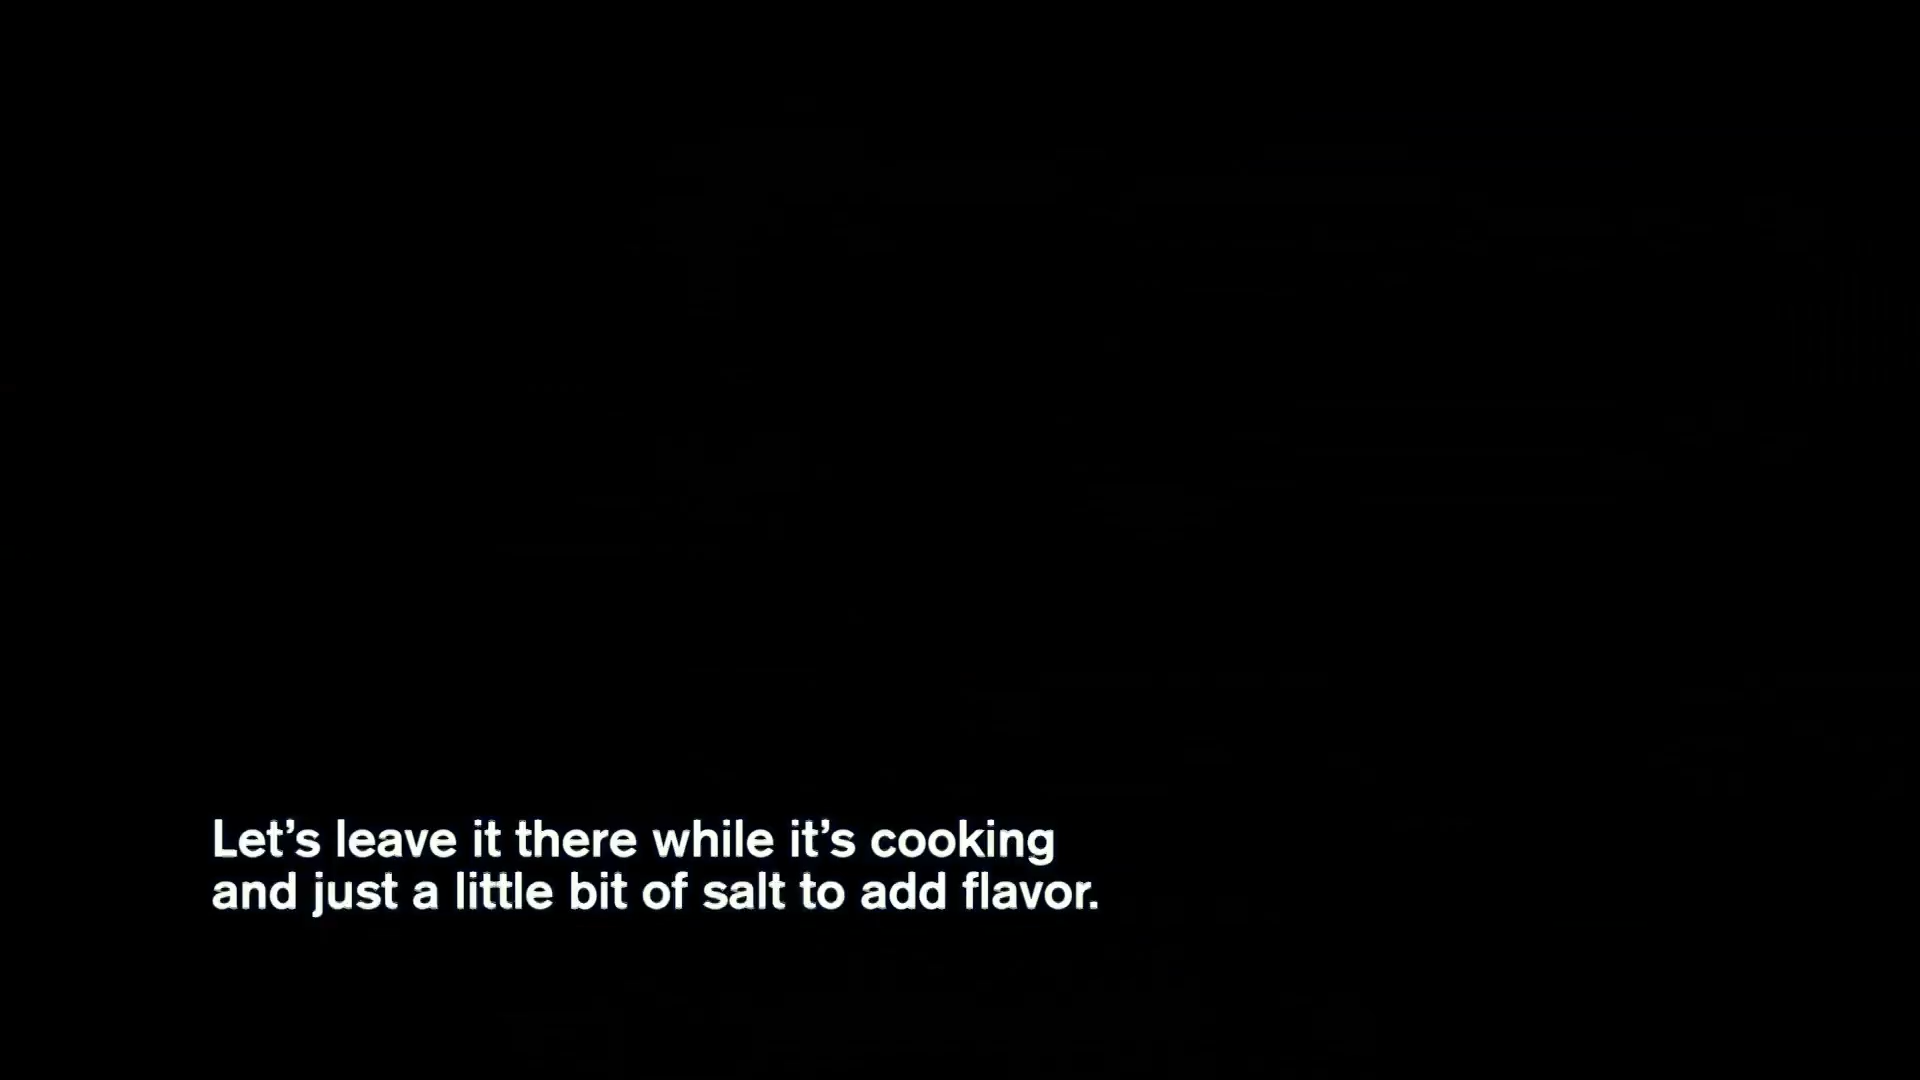 Let’s leave it there while it’s cooking
and just a little bit of salt to add flavor.